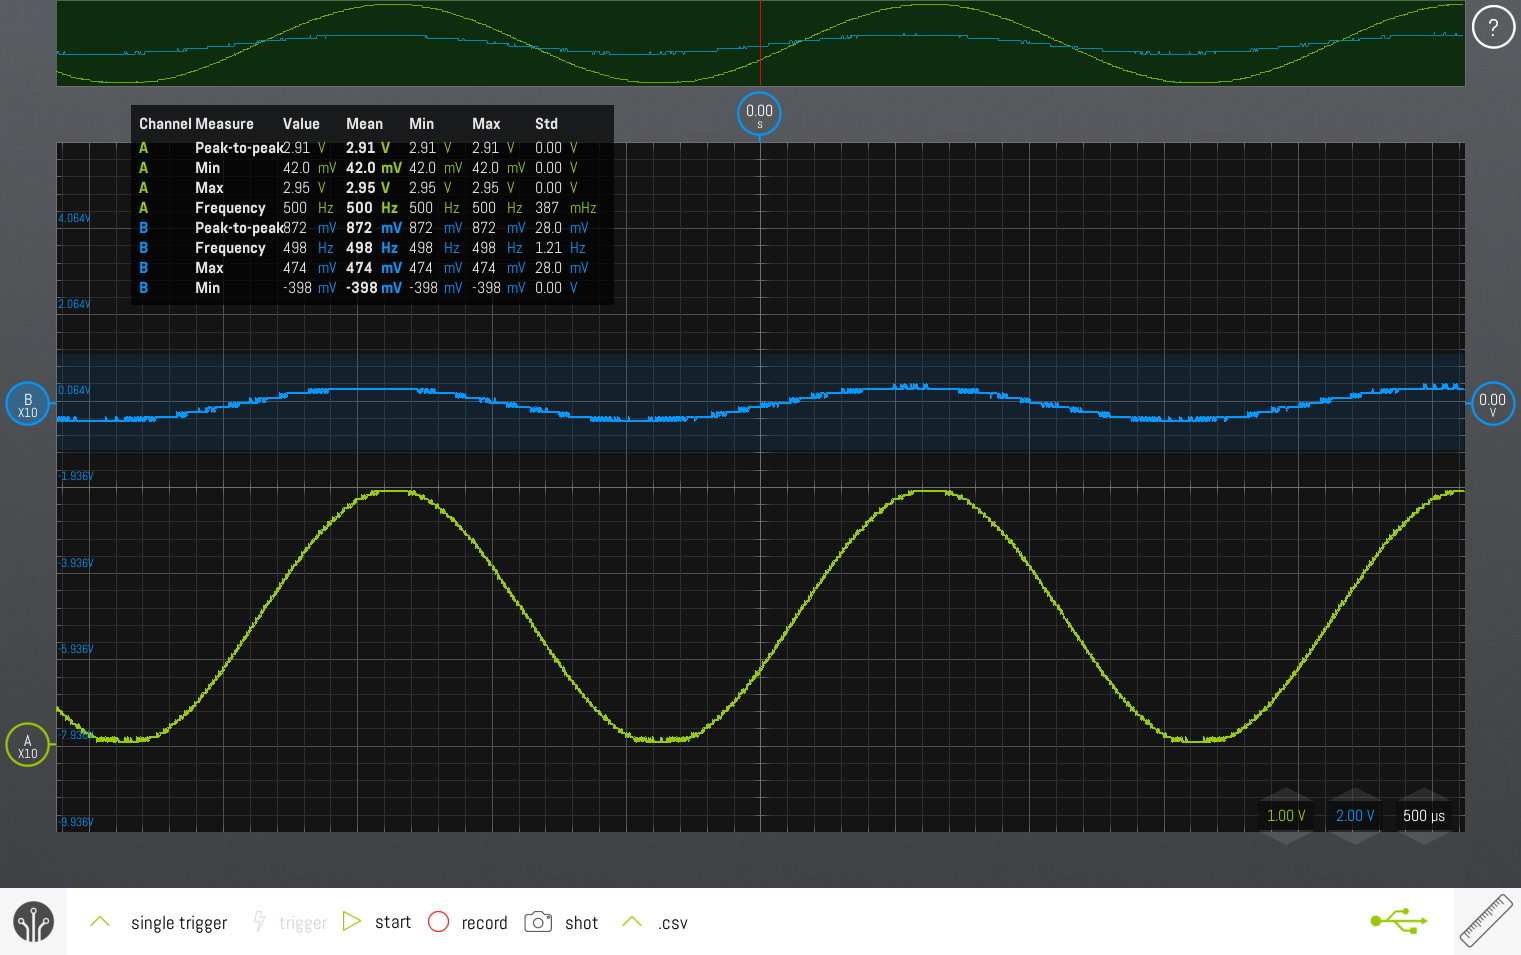 ?
0.00
s
Channel Measure Value Mean Min Max Std
A Peak-to-peak 2.91 V 2.91 V 2.91 V 2.91 V 0.00 V
A Min 42.0 mV 42.0 mV 42.0 mV 42.0 mV 0.00 V
A Max 2.95 V 2.95 V 2.95 V 2.95 V 0.00 V
A Frequency 500 Hz 500 Hz 500 Hz 500 Hz 387 mHz
B Peak-to-peak 872 mV 872 mV 872 mV 872 mV 28.0 mV
B Frequency 498 Hz 498 Hz 498 Hz 498 Hz 1.21 Hz
B Max 474 mV 474 mV 474 mV 474 mV 28.0 mV
B Min -398 mV -398 mV -398 mV -398 mV 0.00 V
4.064V
2.064V
0.064V
B
X10
0.00
V
-1.936V
-3.936V
-5.936V
-7.936V
A
X10
-9.936V
1.00 V 2.00 V 500 µs
single trigger trigger start record shot .csv